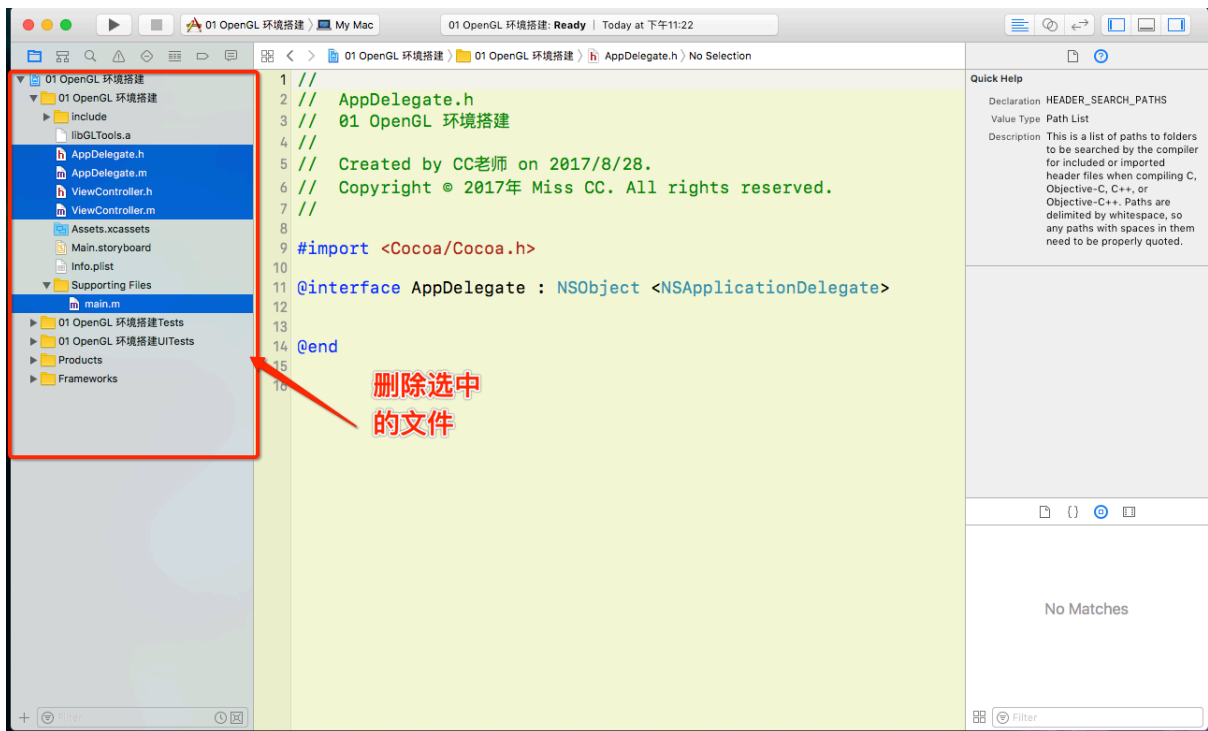 01 OpenGL 环境搭建 〉 My Mac
01 OpenGL 环境搭建: Ready | Today at 下午11:22
01 OpenGL 环境搭建 〉 01 OpenGL 环境搭建 〉 h AppDelegate.h 〉 No Selection
01 OpenGL 环境搭建
01 OpenGL 环境搭建
include
libGLTools.a
h AppDelegate.h
m AppDelegate.m
h ViewController.h
m ViewController.m
Assets.xcassets
Main.storyboard
Info.plist
Supporting Files
m main.m
01 OpenGL 环境搭建Tests
01 OpenGL 环境搭建UITests
Products
Frameworks
Filter
1 //
2 //  AppDelegate.h
3 //  01 OpenGL 环境搭建
4 //
5 //  Created by CC老师 on 2017/8/28.
6 //  Copyright © 2017年 Miss CC. All rights reserved.
7 //
8
9 #import <Cocoa/Cocoa.h>
10
11 @interface AppDelegate : NSObject <NSApplicationDelegate>
12
13
14 @end
15
16
删除选中
的文件
Quick Help
Declaration HEADER_SEARCH_PATHS
Value Type Path List
Description This is a list of paths to folders
to be searched by the compiler
for included or imported
header files when compiling C,
Objective-C, C++, or
Objective-C++. Paths are
delimited by whitespace, so
any paths with spaces in them
need to be properly quoted.
{}
No Matches
Filter